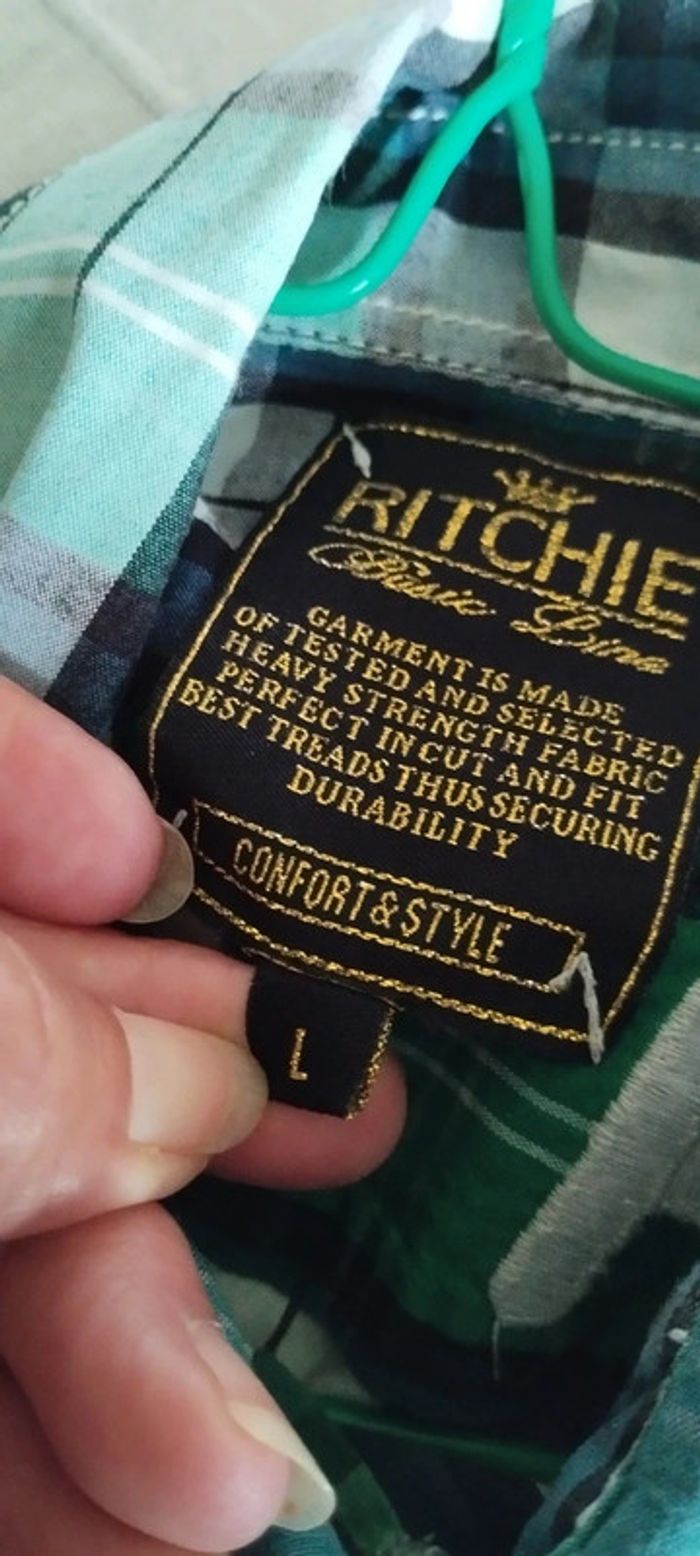 RITCHIE
Basic Line
GARMENT IS MADE
OF TESTED AND SELECTED
HEAVY STRENGTH FABRIC
PERFECT IN CUT AND FIT
BEST TREADS THUS SECURING
DURABILITY
CONFORT & STYLE
L